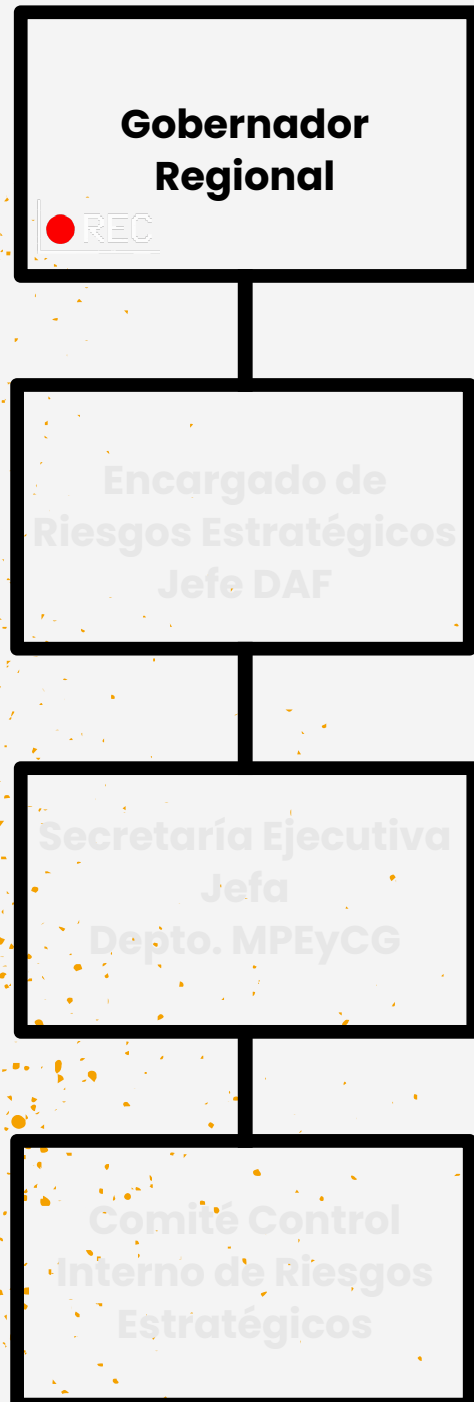 Gobernador
Regional
REC
Encargado de
Riesgos Estratégicos
Jefe DAF
Secretaría Ejecutiva
Jefa
Depto. MPEyCG
Comité Control
Interno de Riesgos
Estratégicos